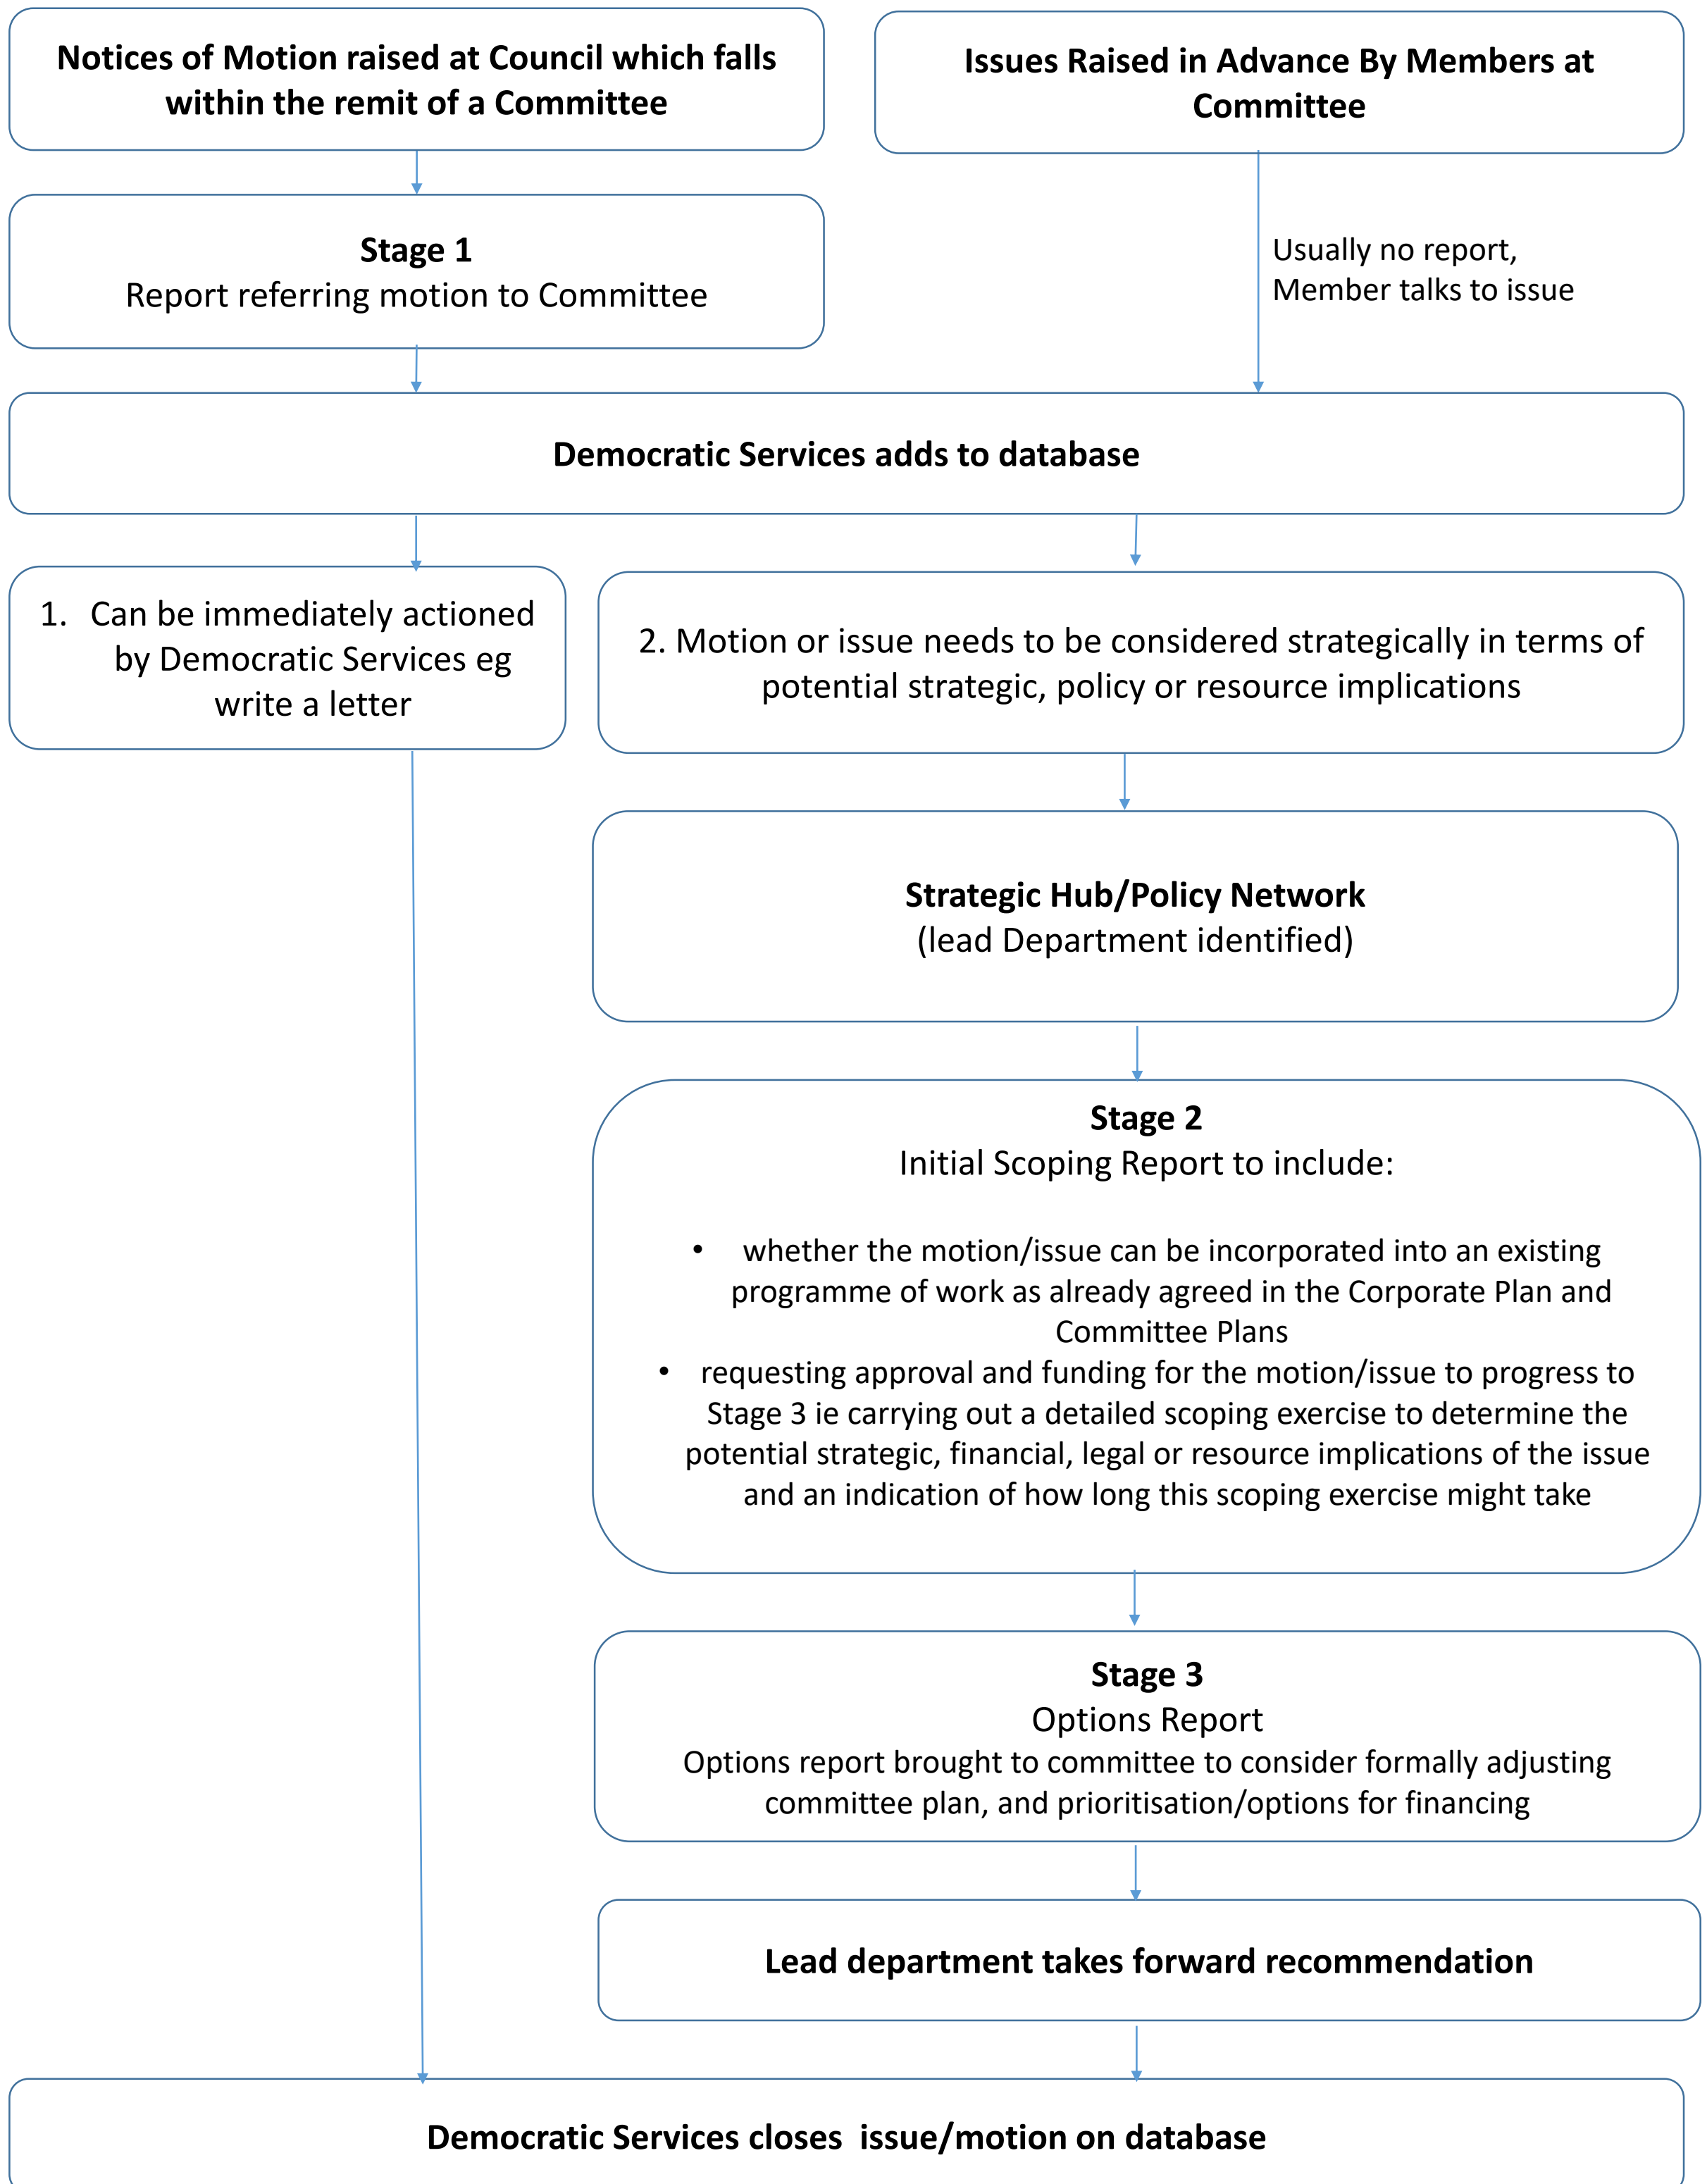 Notices of Motion raised at Council which falls
within the remit of a Committee
Issues Raised in Advance By Members at
Committee
Stage 1
Report referring motion to Committee
Usually no report,
Member talks to issue
Democratic Services adds to database
1. Can be immediately actioned
by Democratic Services eg
write a letter
2. Motion or issue needs to be considered strategically in terms of
potential strategic, policy or resource implications
Strategic Hub/Policy Network
(lead Department identified)
Stage 2
Initial Scoping Report to include:
• whether the motion/issue can be incorporated into an existing
programme of work as already agreed in the Corporate Plan and
Committee Plans
• requesting approval and funding for the motion/issue to progress to
Stage 3 ie carrying out a detailed scoping exercise to determine the
potential strategic, financial, legal or resource implications of the issue
and an indication of how long this scoping exercise might take
Stage 3
Options Report
Options report brought to committee to consider formally adjusting
committee plan, and prioritisation/options for financing
Lead department takes forward recommendation
Democratic Services closes  issue/motion on database